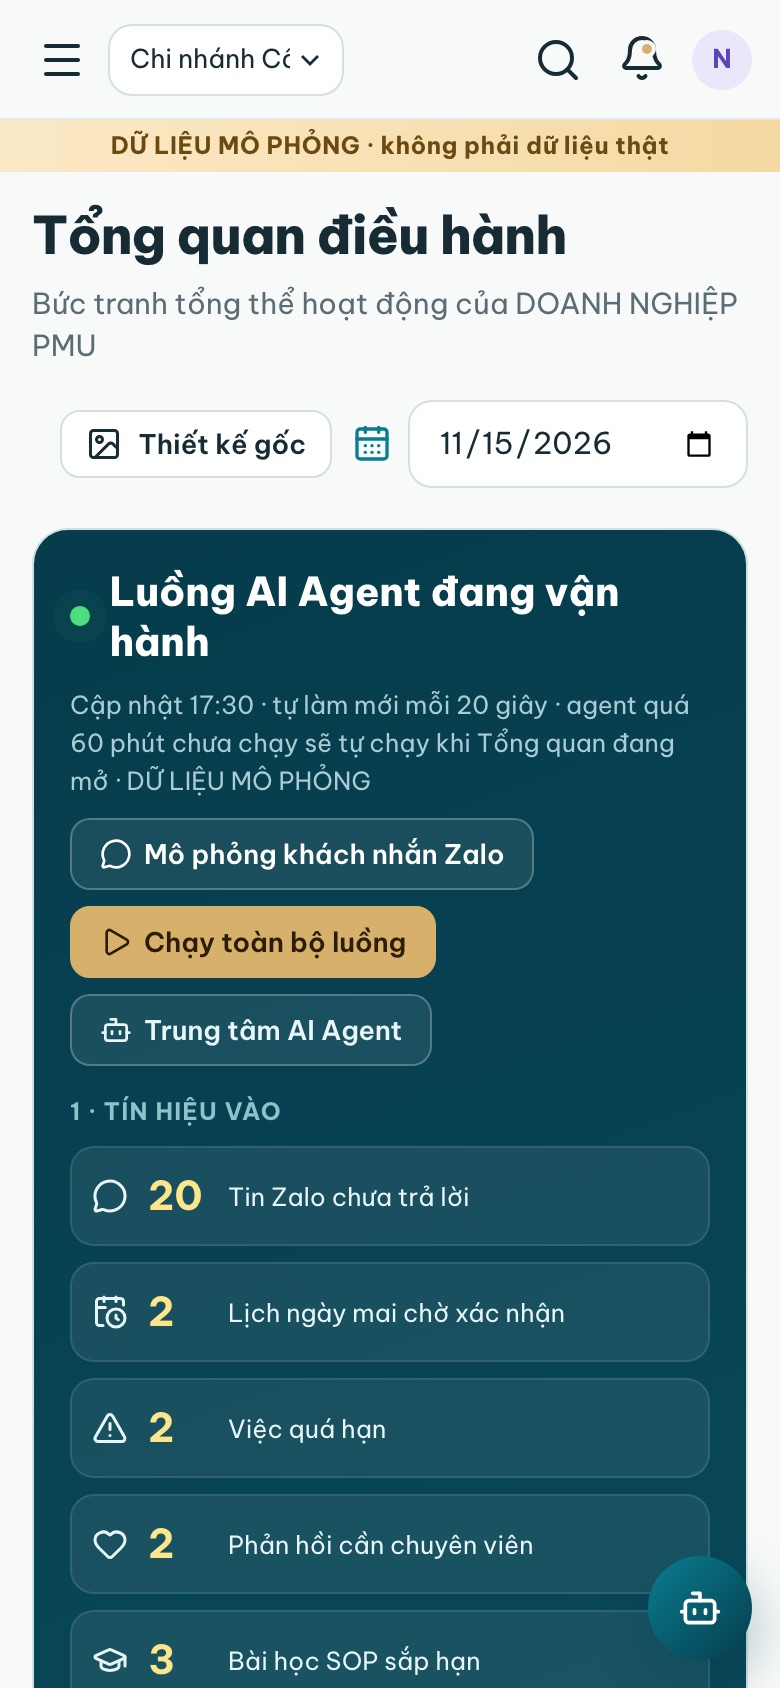 Chi nhánh Cá
N
DỮ LIỆU MÔ PHỎNG · không phải dữ liệu thật
Tổng quan điều hành
Bức tranh tổng thể hoạt động của DOANH NGHIỆP
PMU
Thiết kế gốc
11/15/2026
Luồng AI Agent đang vận
hành
Cập nhật 17:30 · tự làm mới mỗi 20 giây · agent quá
60 phút chưa chạy sẽ tự chạy khi Tổng quan đang
mở · DỮ LIỆU MÔ PHỎNG
Mô phỏng khách nhắn Zalo
Chạy toàn bộ luồng
Trung tâm AI Agent
1 · TÍN HIỆU VÀO
20 Tin Zalo chưa trả lời
2 Lịch ngày mai chờ xác nhận
2 Việc quá hạn
2 Phản hồi cần chuyên viên
3 Bài học SOP sắp hạn